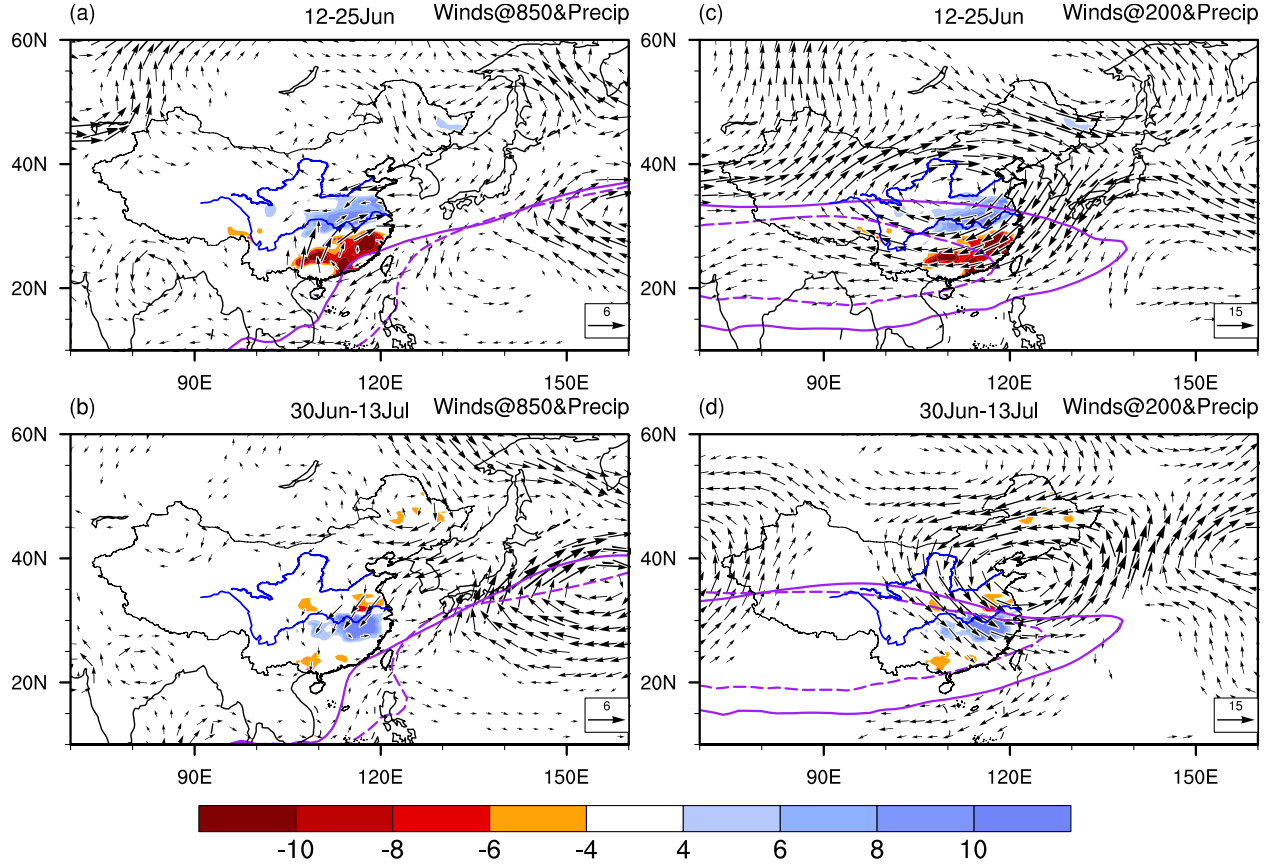 (a) 12-25Jun Winds@850&Precip
60N
40N
20N
6
90E 120E 150E
(c) 12-25Jun Winds@200&Precip
60N
40N
20N
15
90E 120E 150E
(b) 30Jun-13Jul Winds@850&Precip
60N
40N
20N
6
90E 120E 150E
(d) 30Jun-13Jul Winds@200&Precip
60N
40N
20N
15
90E 120E 150E
-10 -8 -6 -4 4 6 8 10